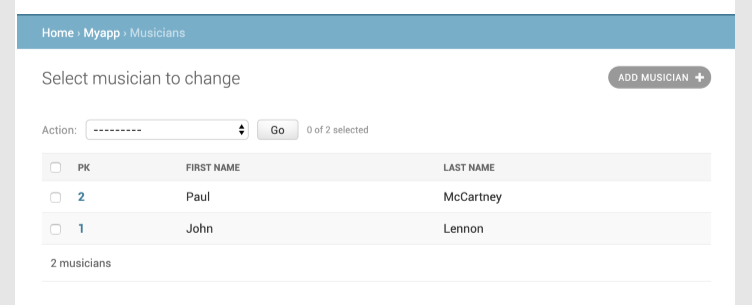 Home › Myapp › Musicians
Select musician to change
ADD MUSICIAN +
Action: --------- Go 0 of 2 selected
PK FIRST NAME LAST NAME
2 Paul McCartney
1 John Lennon
2 musicians